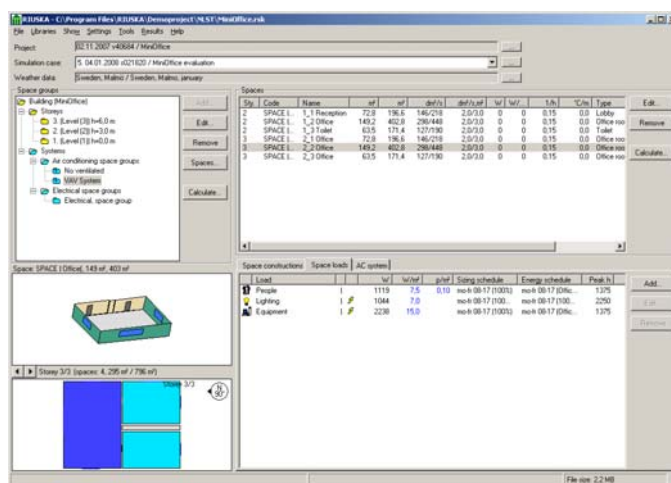 RIUSKA - C:\Program Files\RIUSKA\Demoproject\NLST\MiniOffice.rsk
File Libraries Show Settings Tools Results Help
Project: 02.11.2007 v40684 / MiniOffice
Simulation case: 5. 04.01.2008 v021820 / MiniOffice evaluation
Weather data: Sweden, Malmö / Sweden, Malmo, january
Space groups
Building (MiniOffice)
Storeys
3. (Level (3)) h=6,0 m
2. (Level (2)) h=3,0 m
1. (Level (1)) h=0,0 m
Systems
Air conditioning space groups
No ventilated
VAV System
Electrical space groups
Electrical, space group
Add...
Edit...
Remove
Spaces...
Calculate...
Spaces
Sty. Code Name m² m³ dm³/s dm³/s,m² W W/... 1/h °C/m Type
2 SPACE I... 1_1 Reception 72,8 196,6 146/218 2,0/3,0 0 0 0,15 0,0 Lobby
2 SPACE I... 1_2 Office 149,2 402,8 298/448 2,0/3,0 0 0 0,15 0,0 Office roo
2 SPACE I... 1_3 Toilet 63,5 171,4 127/190 2,0/3,0 0 0 0,15 0,0 Toilet
3 SPACE I... 2_1 Office 72,8 196,6 146/218 2,0/3,0 0 0 0,15 0,0 Office roo
3 SPACE I... 2_2 Office 149,2 402,8 298/448 2,0/3,0 0 0 0,15 0,0 Office roo
3 SPACE I... 2_3 Office 63,5 171,4 127/190 2,0/3,0 0 0 0,15 0,0 Office roo
Edit...
Remove
Calculate...
Space: SPACE I Office(, 149 m², 403 m³
Storey 3/3 (spaces: 4, 295 m² / 796 m³)
Storey 3/3
N
90°
Space constructions Space loads AC system
Load W W/m² p/m² Sizing schedule Energy schedule Peak h
People 1119 7,5 0,10 mo-fr 08-17 (100%) mo-fr 08-17 (Offic... 1375
Lighting 1044 7,0 mo-fr 08-17 (100... mo-fr 08-17 (100... 2250
Equipment 2238 15,0 mo-fr 08-17 (100%) mo-fr 08-17 (Offic... 1375
Add...
Edit
Remove
File size: 2,2 MB